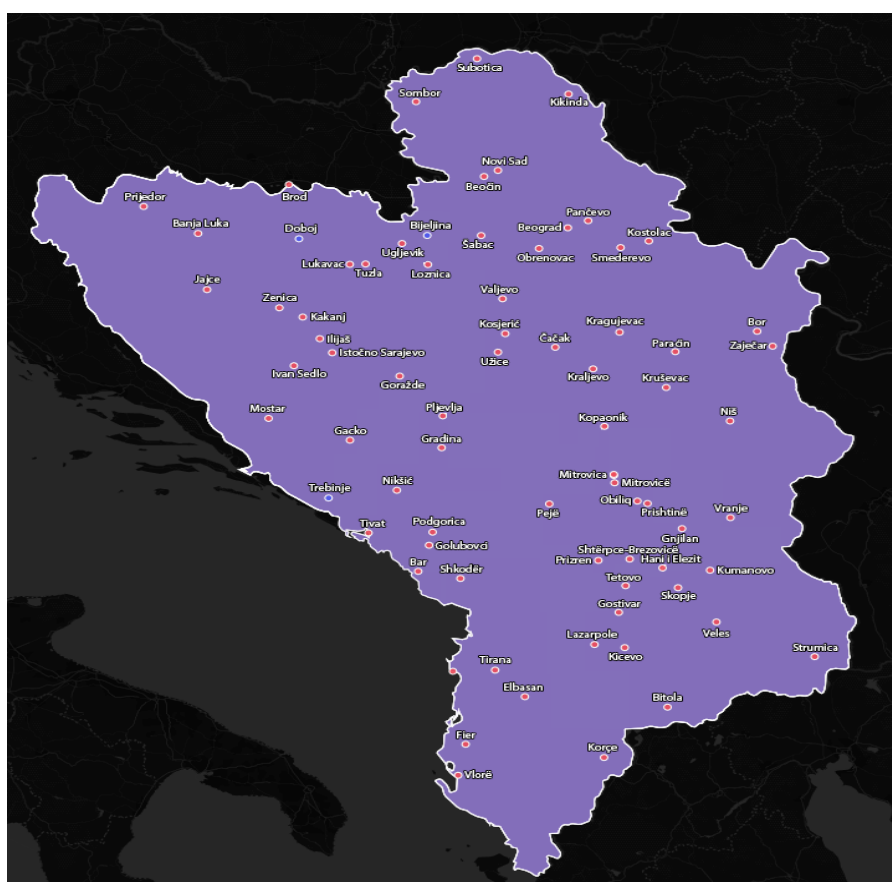 Subotica
Sombor
Kikinda
Novi Sad
Beočin
Prijedor
Brod
Banja Luka
Doboj
Bijeljina
Pančevo
Beograd
Kostolac
Šabac
Ugljevik
Obrenovac
Smederevo
Lukavac
Tuzla
Loznica
Jajce
Valjevo
Zenica
Kakanj
Kosjerić
Kragujevac
Bor
Čačak
Ilijaš
Paraćin
Zaječar
Istočno Sarajevo
Užice
Ivan Sedlo
Goražde
Kraljevo
Kruševac
Mostar
Pljevlja
Kopaonik
Niš
Gacko
Gradina
Mitrovica
Mitrovicë
Nikšić
Trebinje
Obiliq
Prishtinë
Pejë
Vranje
Tivat
Podgorica
Gnjilan
Golubovci
Shtërpce-Brezovicë
Prizren
Hani i Elezit
Bar
Shkodër
Kumanovo
Tetovo
Skopje
Gostivar
Lazarpole
Veles
Kicevo
Strumica
Tirana
Elbasan
Bitola
Fier
Korçe
Vlorë